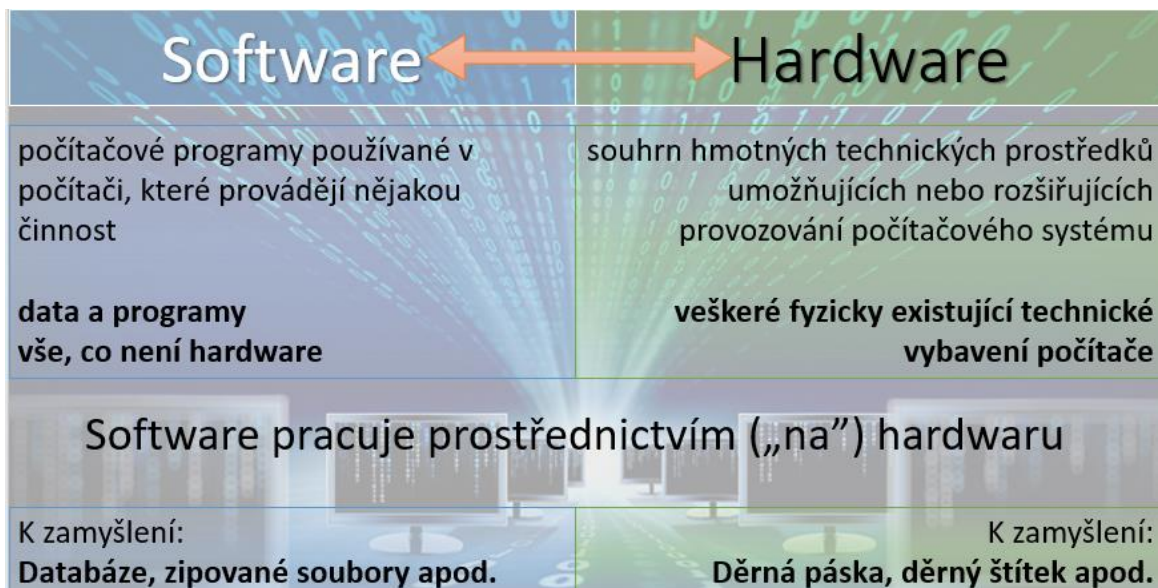 Software
Hardware
počítačové programy používané v
počítači, které provádějí nějakou
činnost
data a programy
vše, co není hardware
souhrn hmotných technických prostředků
umožňujících nebo rozšiřujících
provozování počítačového systému
veškeré fyzicky existující technické
vybavení počítače
Software pracuje prostřednictvím („na”) hardwaru
K zamyšlení:
Databáze, zipované soubory apod.
K zamyšlení:
Děrná páska, děrný štítek apod.